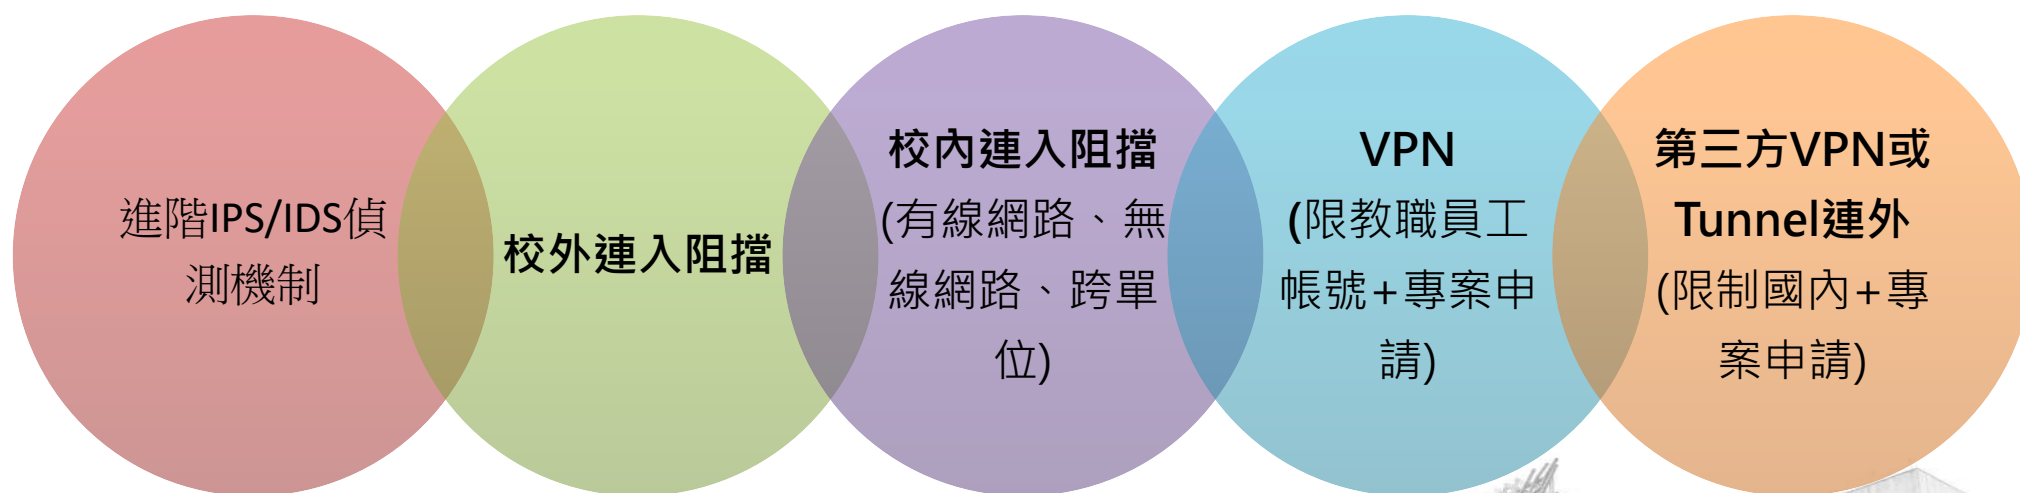 進階IPS/IDS偵
測機制
校外連入阻擋
校內連入阻擋
(有線網路、無
線網路、跨單
位)
VPN
(限教職員工
帳號+專案申
請)
第三方VPN或
Tunnel連外
(限制國內+專
案申請)